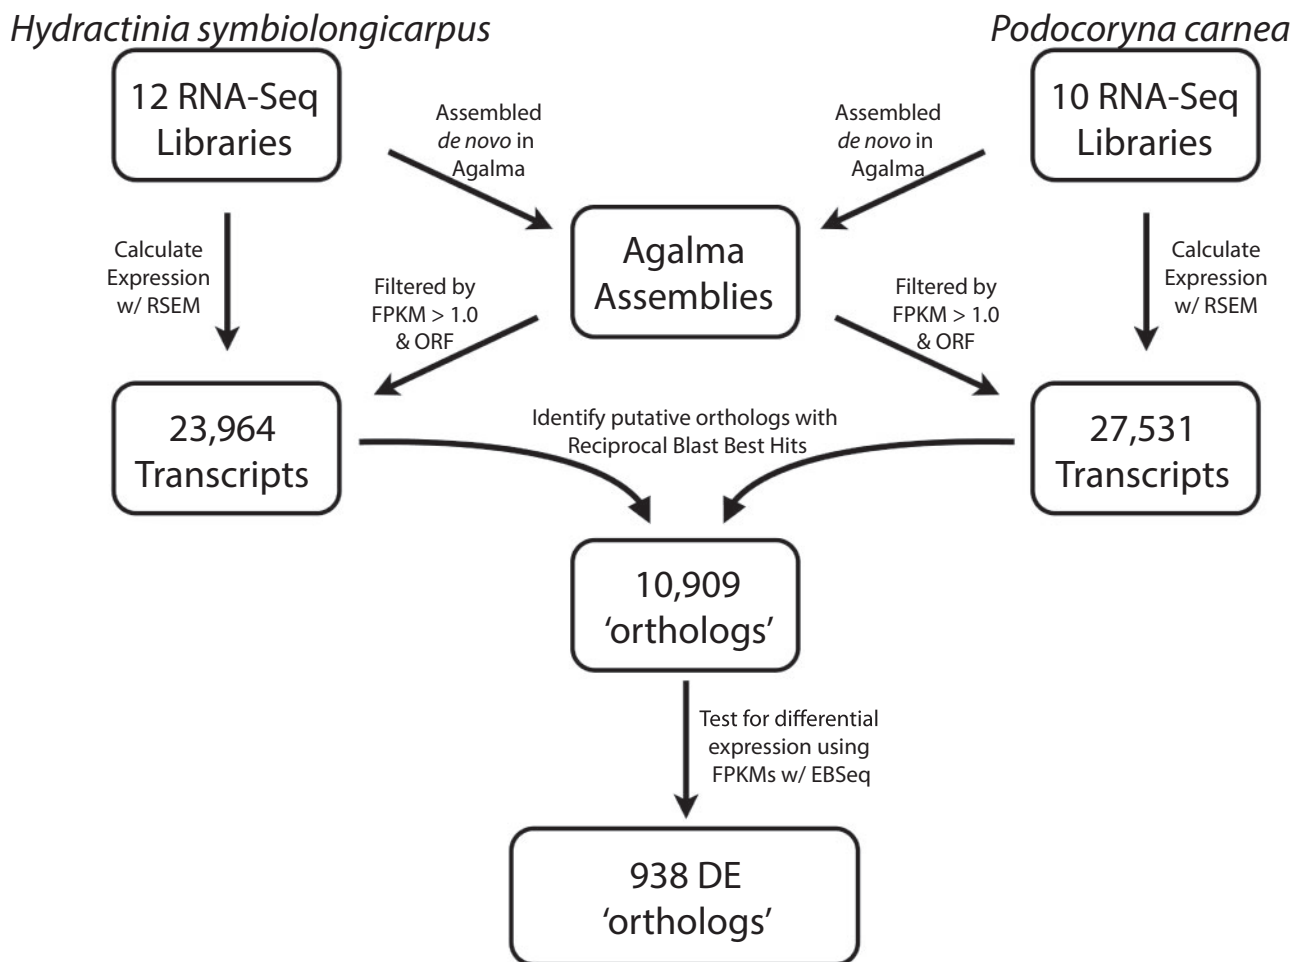 Hydractinia symbiolongicarpus
Podocoryna carnea
12 RNA-Seq
Libraries
10 RNA-Seq
Libraries
Assembled
de novo in
Agalma
Assembled
de novo in
Agalma
Calculate
Expression
w/ RSEM
Agalma
Assemblies
Calculate
Expression
w/ RSEM
Filtered by
FPKM > 1.0
& ORF
Filtered by
FPKM > 1.0
& ORF
23,964
Transcripts
Identify putative orthologs with
Reciprocal Blast Best Hits
27,531
Transcripts
10,909
‘orthologs’
Test for differential
expression using
FPKMs w/ EBSeq
938 DE
‘orthologs’